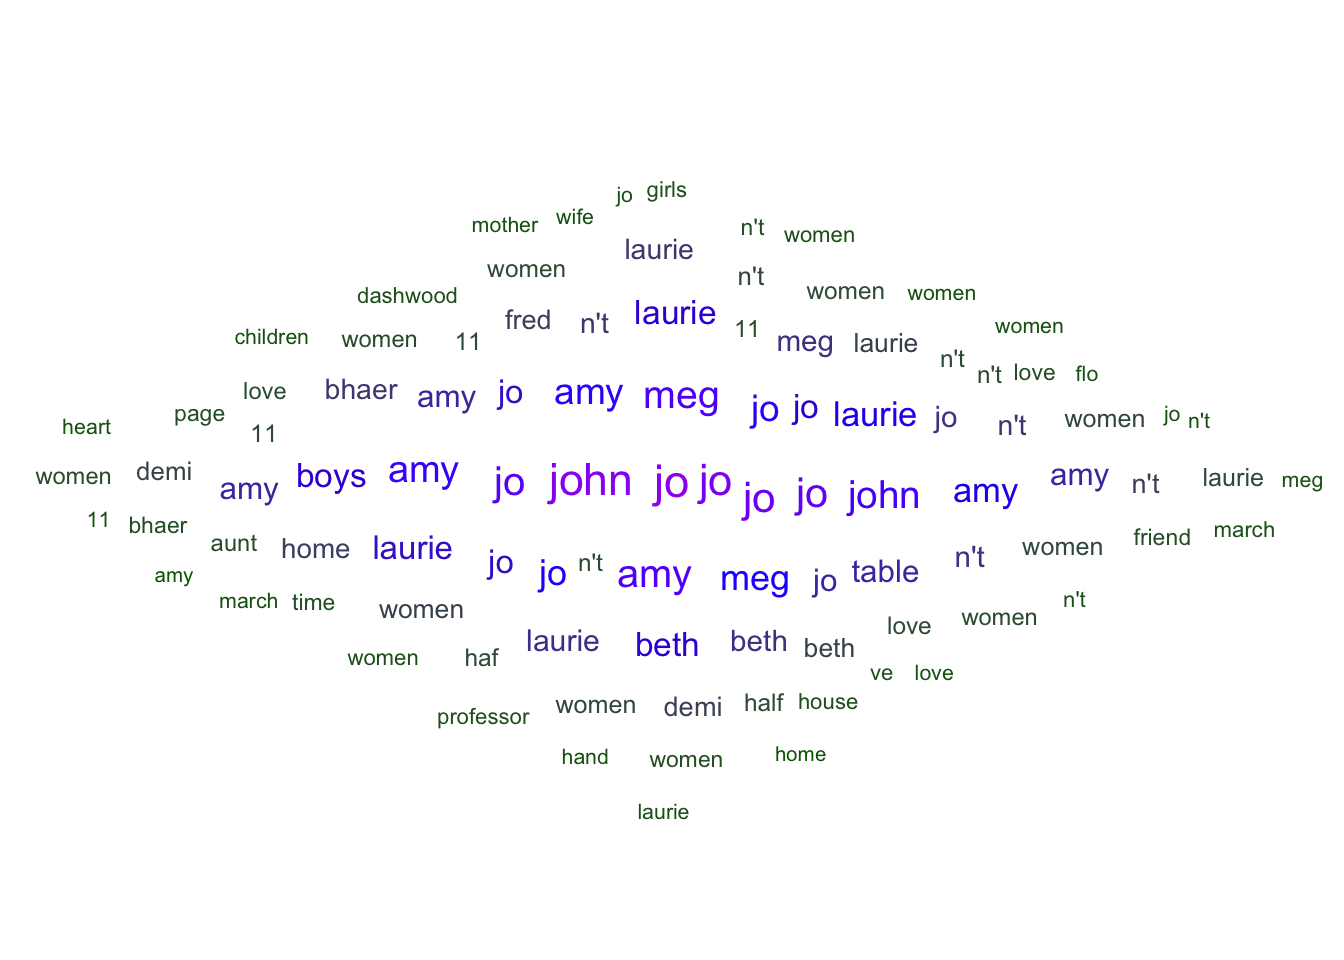 jo girls
mother wife n't women
laurie
women n't
dashwood women women
fred n't laurie 11 women
children women 11 meg laurie
n't n't love flo
love bhaer amy jo amy meg
page jo jo laurie jo n't women jo n't
heart 11
women demi amy boys amy jo john jo jo jo jo john amy amy n't laurie meg
11 bhaer friend march
aunt home laurie jo jo n't amy meg jo table n't women
amy
march time women n't
love women
laurie beth beth beth
women haf ve love
professor women demi half house
hand women home
laurie